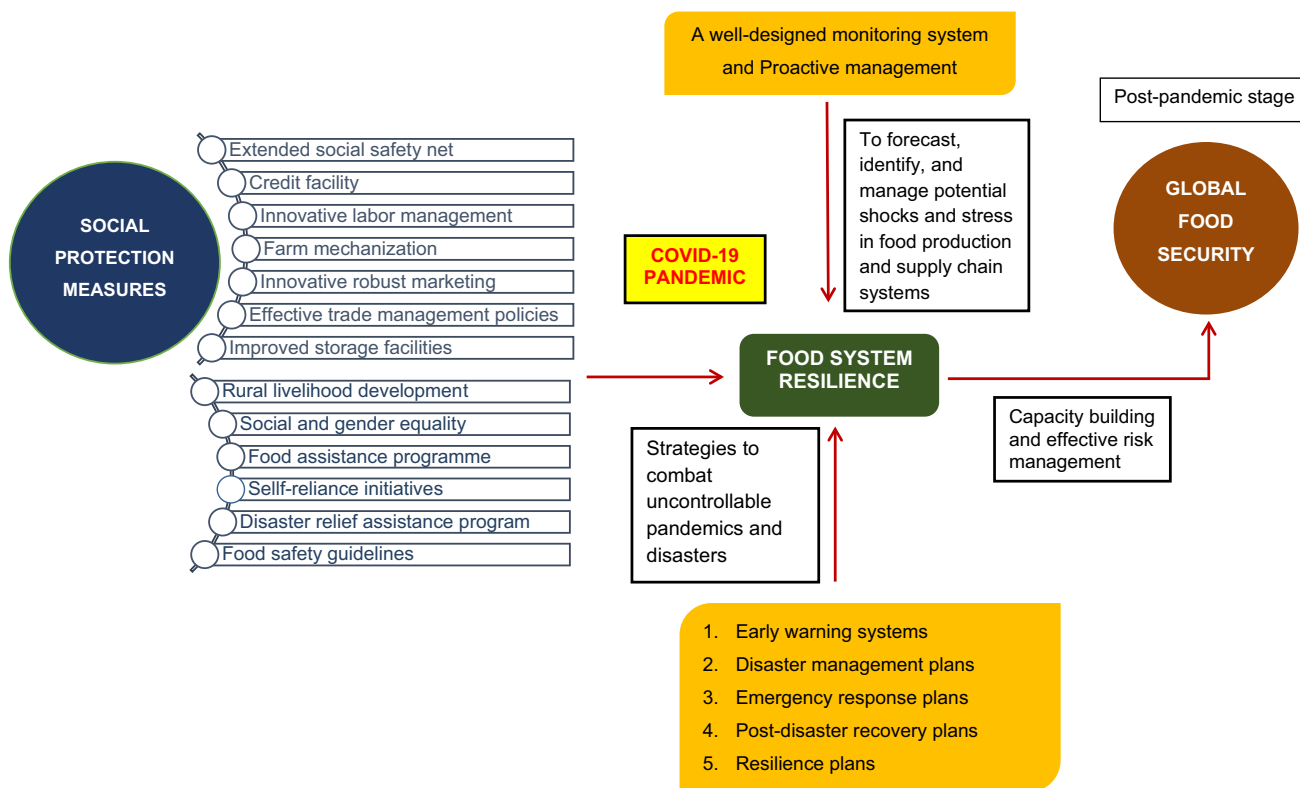 A well-designed monitoring system
and Proactive management
Post-pandemic stage
SOCIAL
PROTECTION
MEASURES
Extended social safety net
Credit facility
Innovative labor management
Farm mechanization
Innovative robust marketing
Effective trade management policies
Improved storage facilities
Rural livelihood development
Social and gender equality
Food assistance programme
Sellf-reliance initiatives
Disaster relief assistance program
Food safety guidelines
COVID-19
PANDEMIC
To forecast,
identify, and
manage potential
shocks and stress
in food production
and supply chain
systems
GLOBAL
FOOD
SECURITY
FOOD SYSTEM
RESILIENCE
Strategies to
combat
uncontrollable
pandemics and
disasters
Capacity building
and effective risk
management
1. Early warning systems
2. Disaster management plans
3. Emergency response plans
4. Post-disaster recovery plans
5. Resilience plans